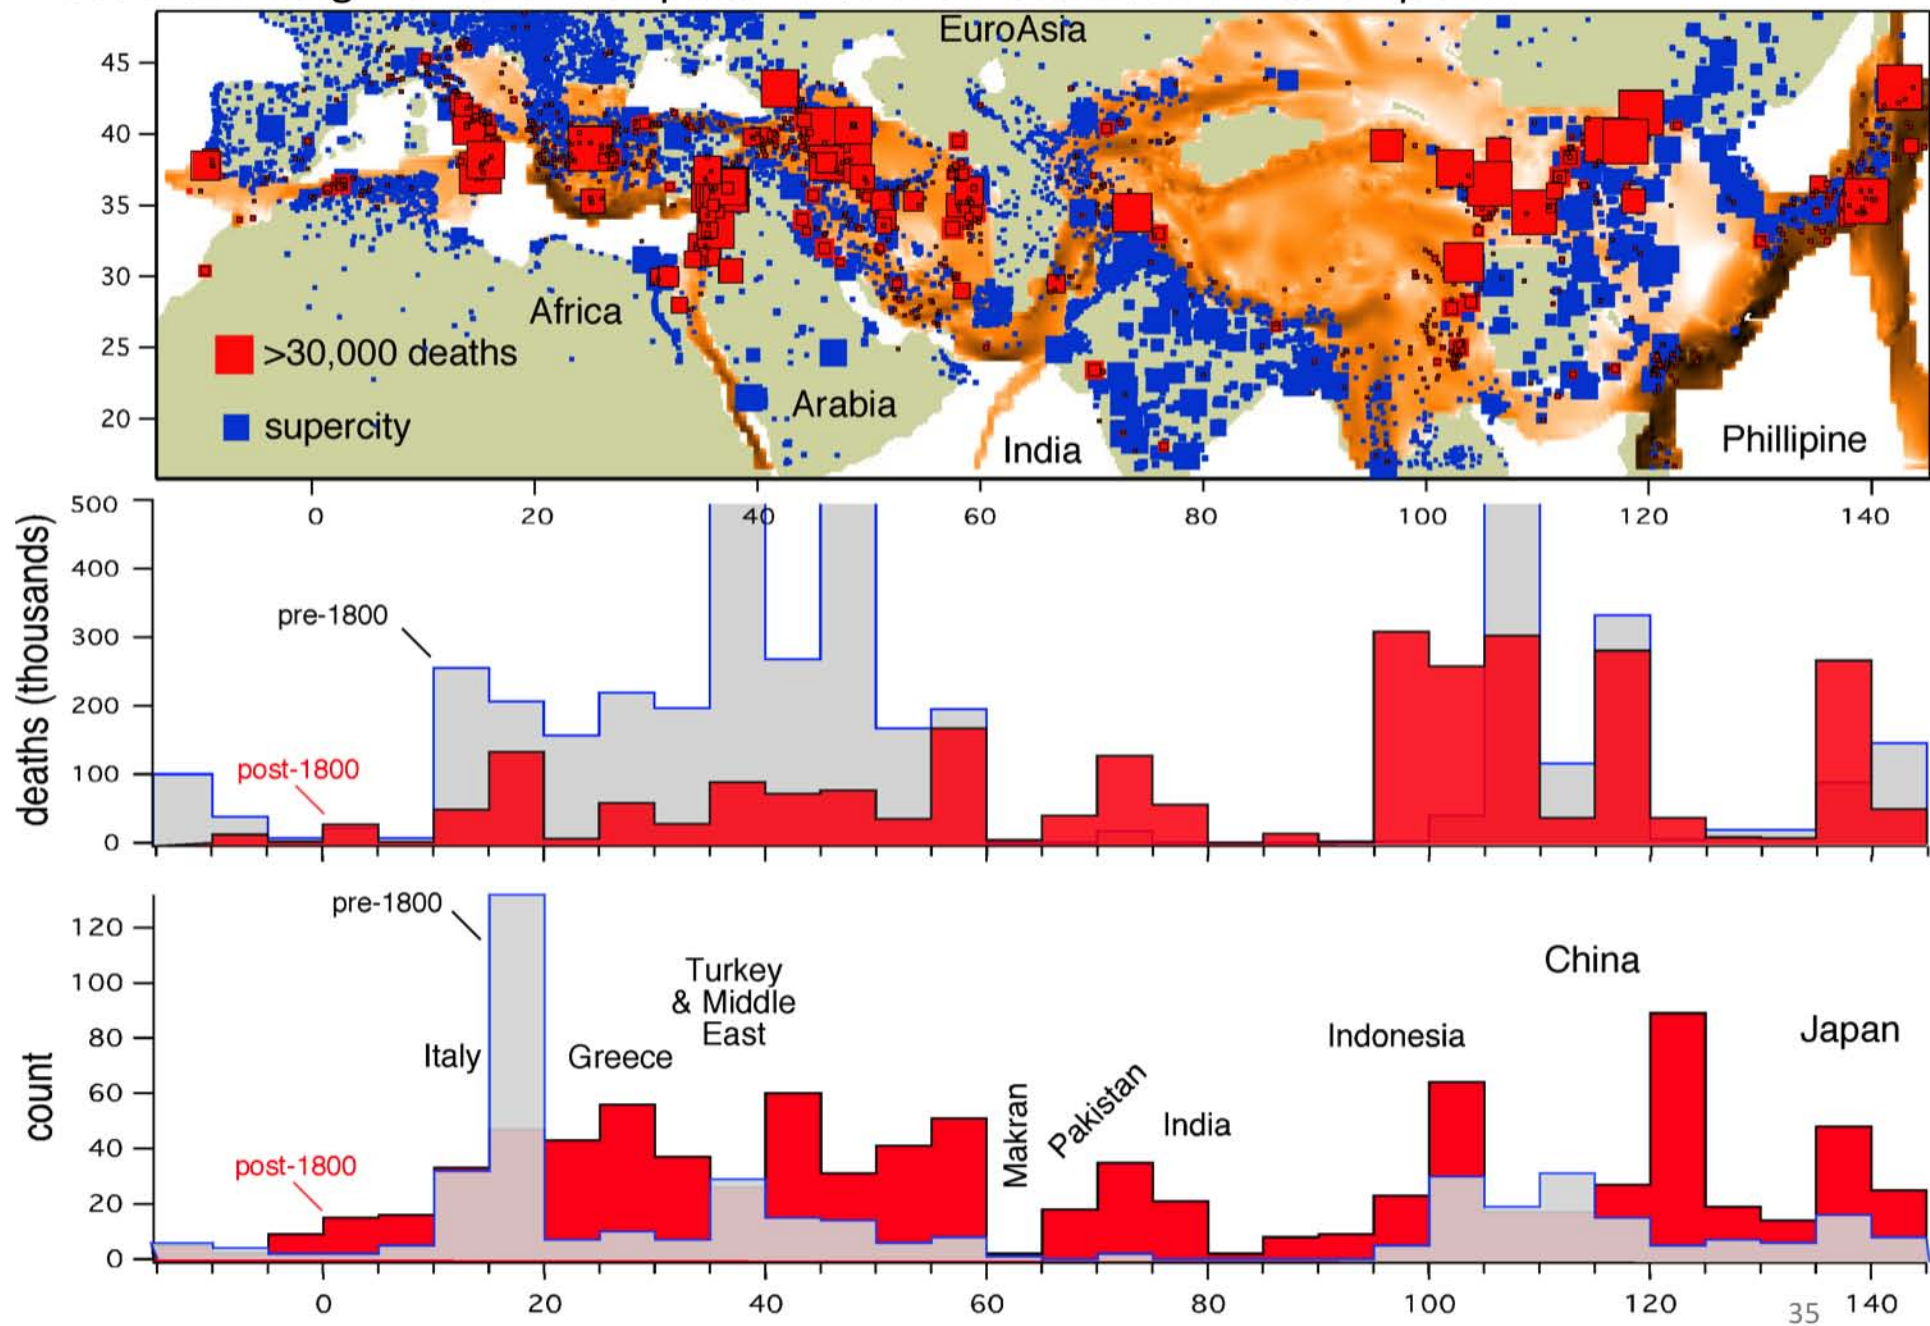 EuroAsia
45
40
35
30
25
20
Africa
>30,000 deaths
Arabia
supercity
India
Phillipine
0 20 40 60 80 100 120 140
deaths (thousands)
500
400
300
200
100
0
pre-1800
post-1800
count
120
100
80
60
40
20
0
pre-1800
post-1800
Italy
Greece
Turkey
& Middle
East
Makran
Pakistan
India
Indonesia
China
Japan
0 20 40 60 80 100 120 140
35